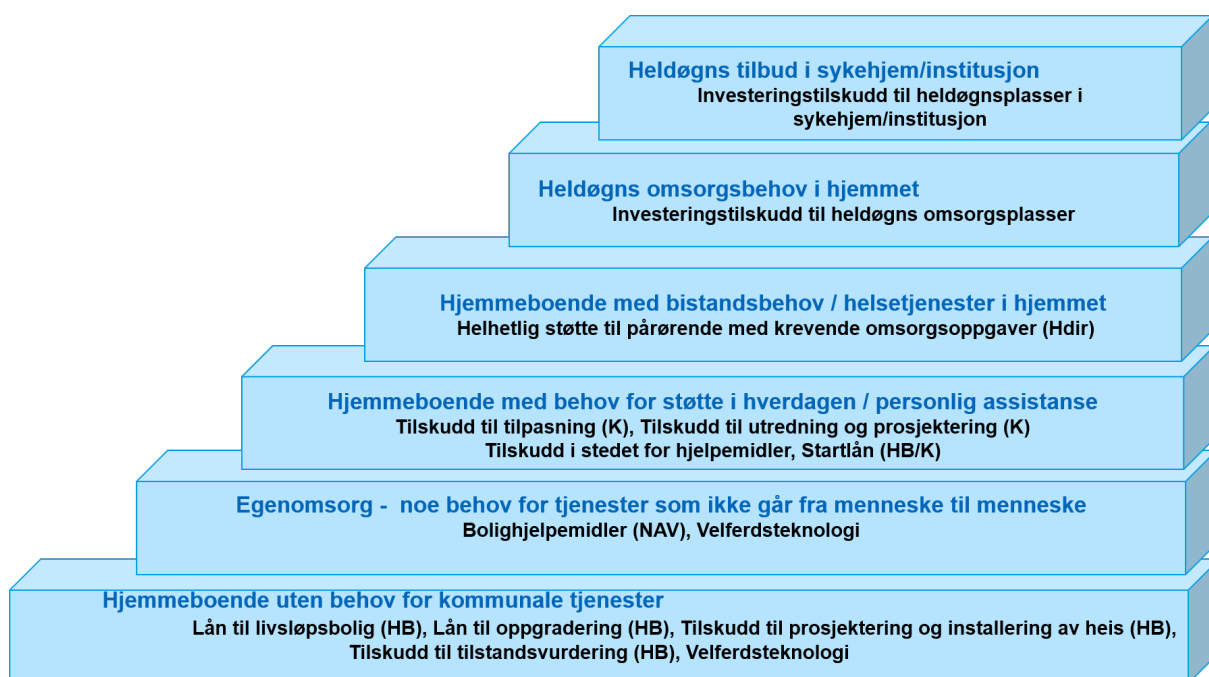 Heldøgns tilbud i sykehjem/institusjon
Investeringstilskudd til heldøgnsplasser i
sykehjem/institusjon
Heldøgns omsorgsbehov i hjemmet
Investeringstilskudd til heldøgns omsorgsplasser
Hjemmeboende med bistandsbehov / helsetjenester i hjemmet
Helhetlig støtte til pårørende med krevende omsorgsoppgaver (Hdir)
Hjemmeboende med behov for støtte i hverdagen / personlig assistanse
Tilskudd til tilpasning (K), Tilskudd til utredning og prosjektering (K)
Tilskudd i stedet for hjelpemidler, Startlån (HB/K)
Egenomsorg -  noe behov for tjenester som ikke går fra menneske til menneske
Bolighjelpemidler (NAV), Velferdsteknologi
Hjemmeboende uten behov for kommunale tjenester
Lån til livsløpsbolig (HB), Lån til oppgradering (HB), Tilskudd til prosjektering og installering av heis (HB),
Tilskudd til tilstandsvurdering (HB), Velferdsteknologi